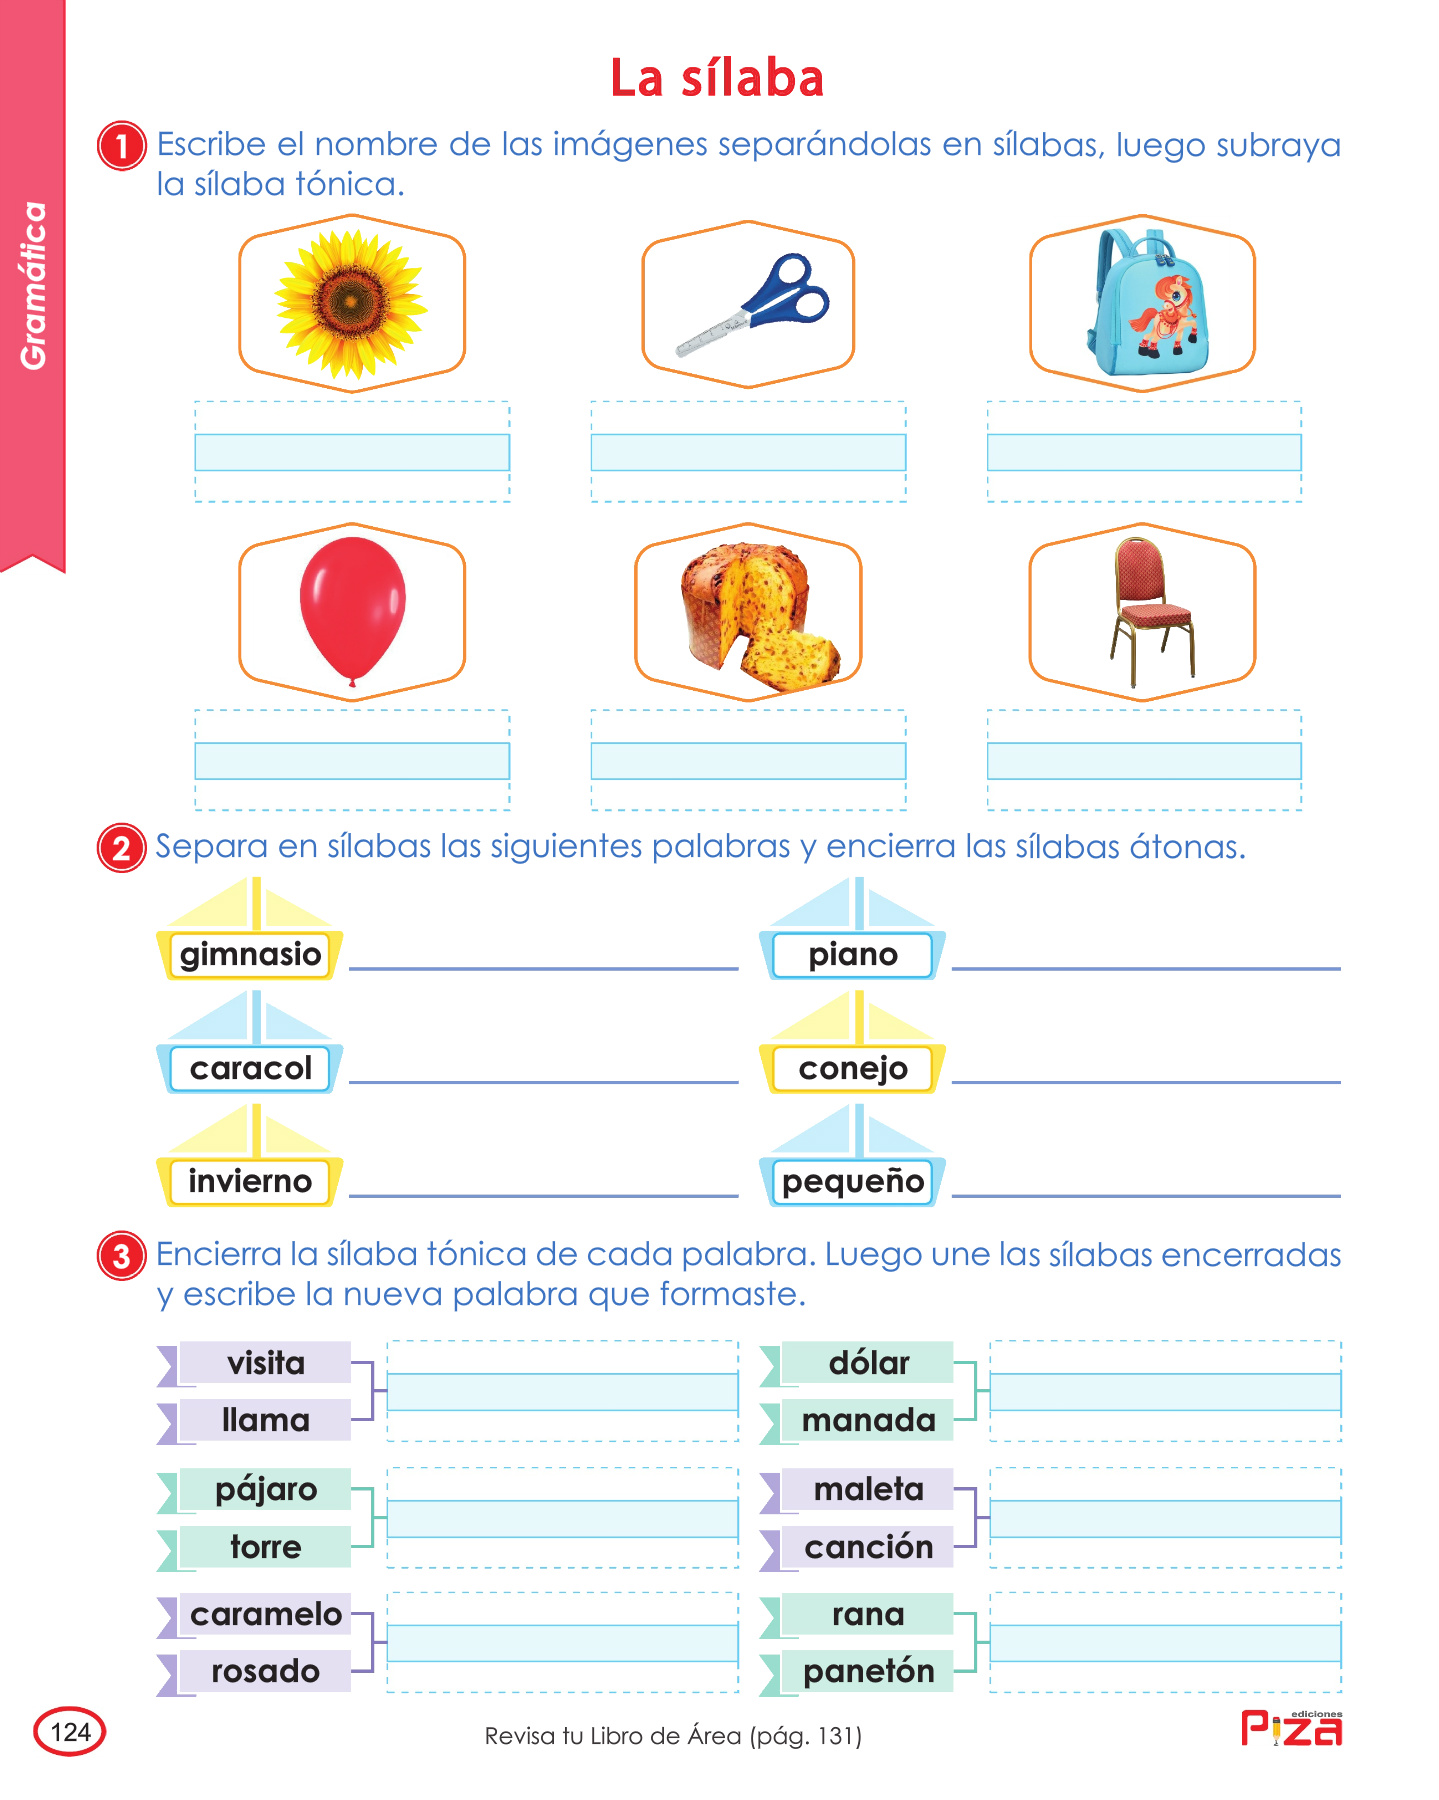 La sílaba
Gramática
1 Escribe el nombre de las imágenes separándolas en sílabas, luego subraya
la sílaba tónica.
2 Separa en sílabas las siguientes palabras y encierra las sílabas átonas.
gimnasio
piano
caracol
conejo
invierno
pequeño
3 Encierra la sílaba tónica de cada palabra. Luego une las sílabas encerradas
y escribe la nueva palabra que formaste.
visita
llama
dólar
manada
pájaro
torre
maleta
canción
caramelo
rosado
rana
panetón
124
Revisa tu Libro de Área (pág. 131)
ediciones
Piza